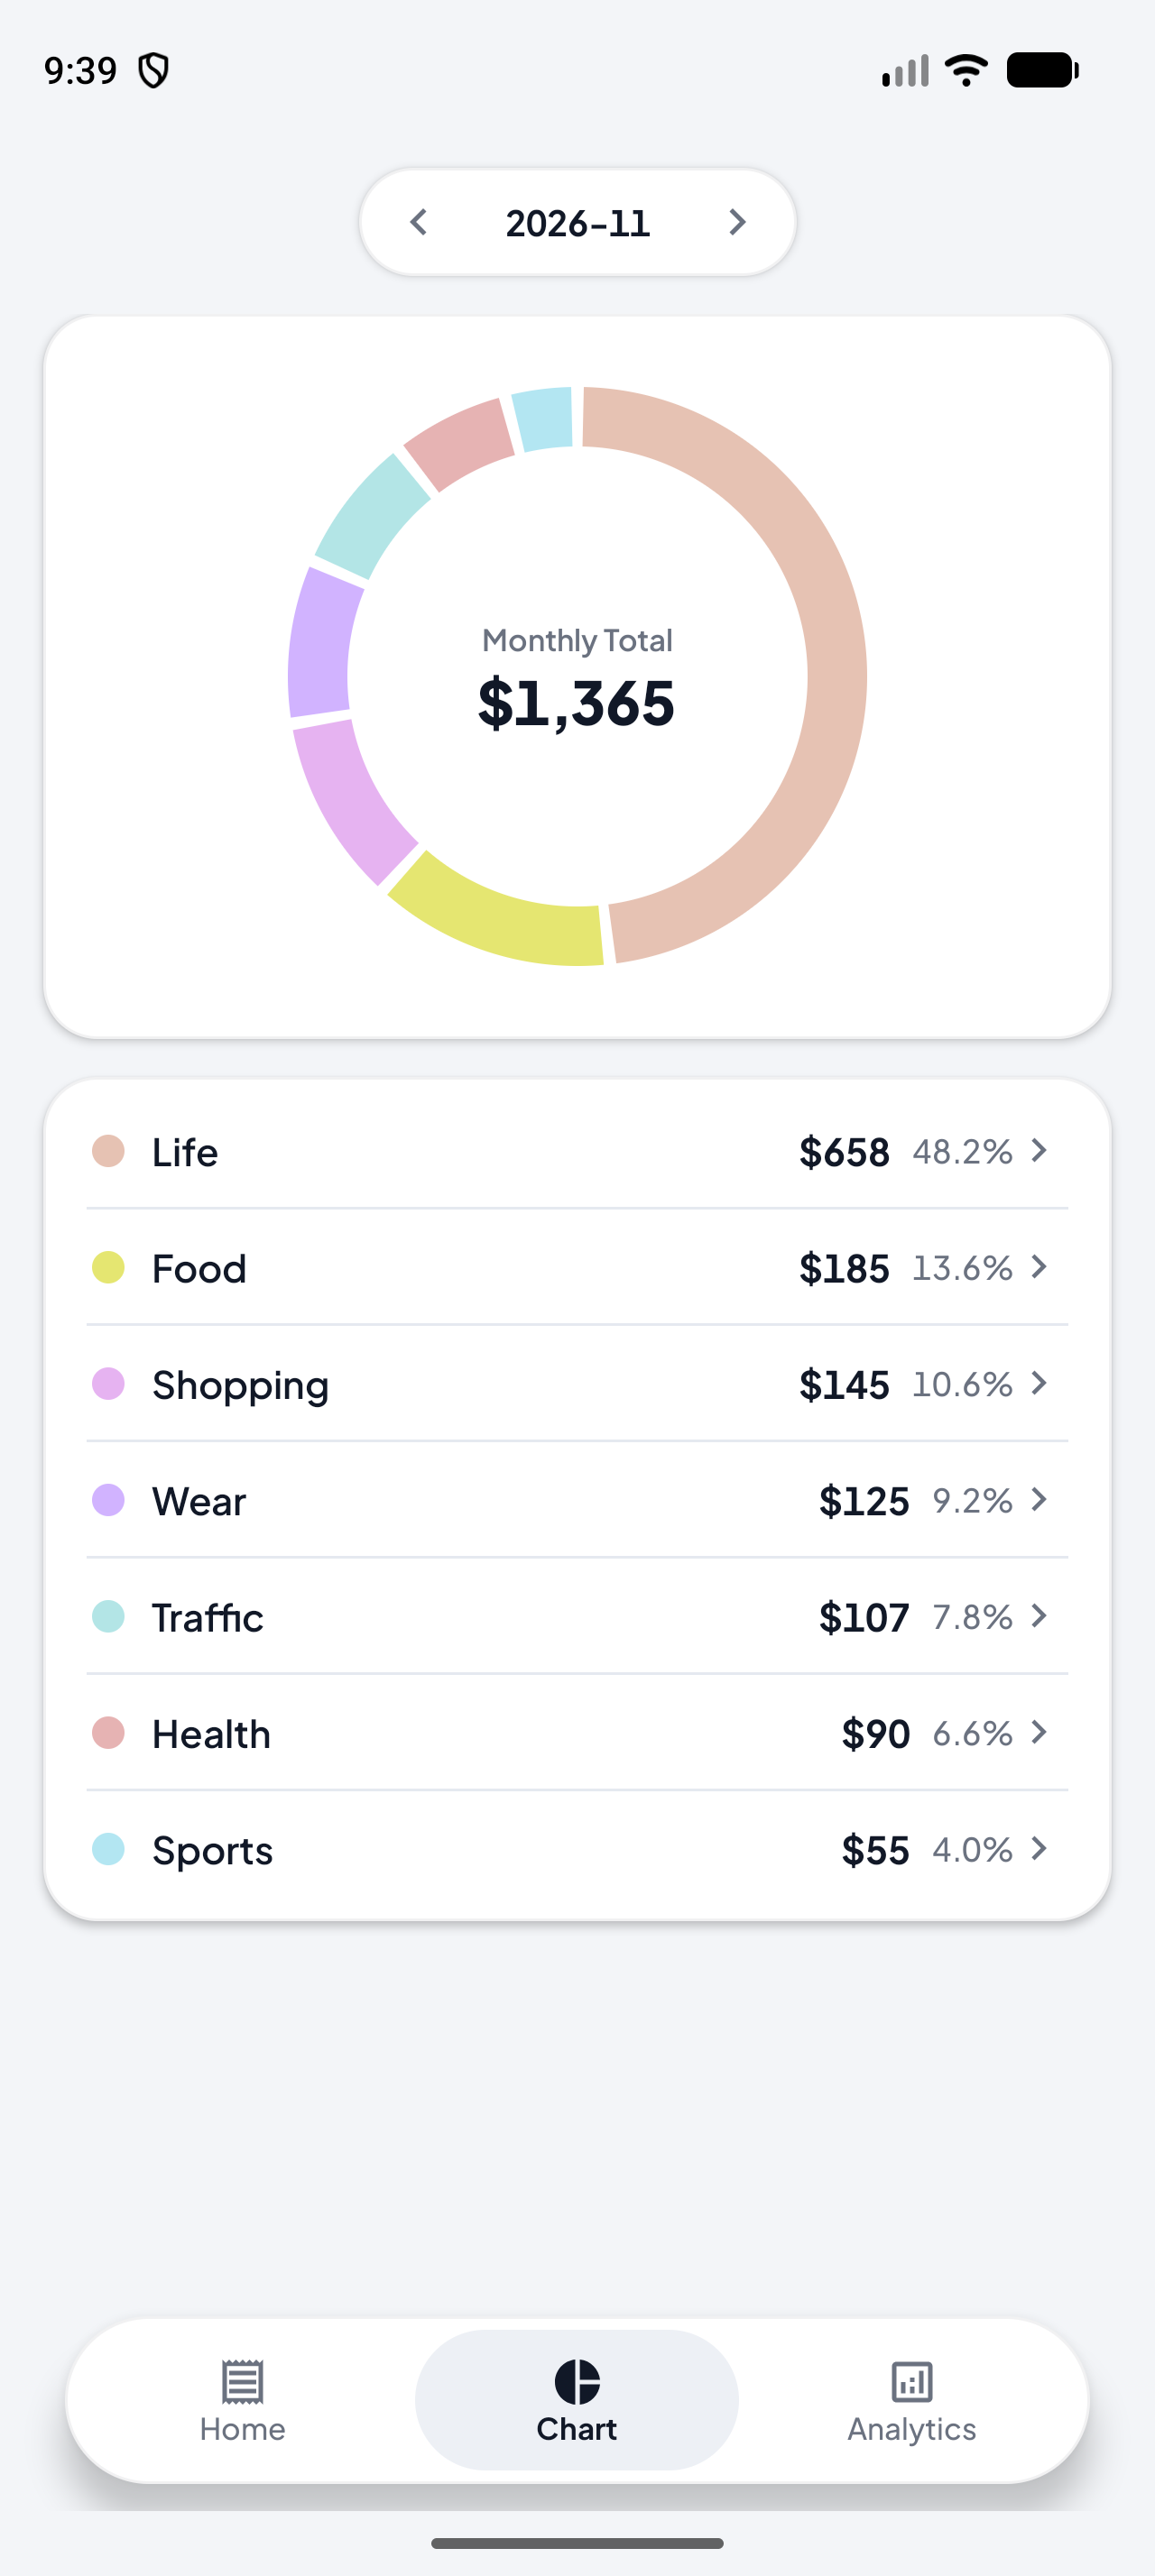 9:39
2026-11
Monthly Total
$1,365
Life $658 48.2%
Food $185 13.6%
Shopping $145 10.6%
Wear $125 9.2%
Traffic $107 7.8%
Health $90 6.6%
Sports $55 4.0%
Home Chart Analytics